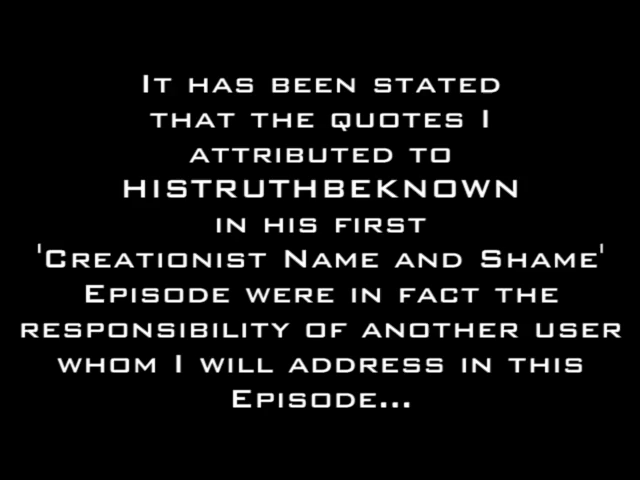 It has been stated
that the quotes I
attributed to
HISTRUTHBEKNOWN
in his first
'Creationist Name and Shame'
Episode were in fact the
responsibility of another user
whom I will address in this
Episode...